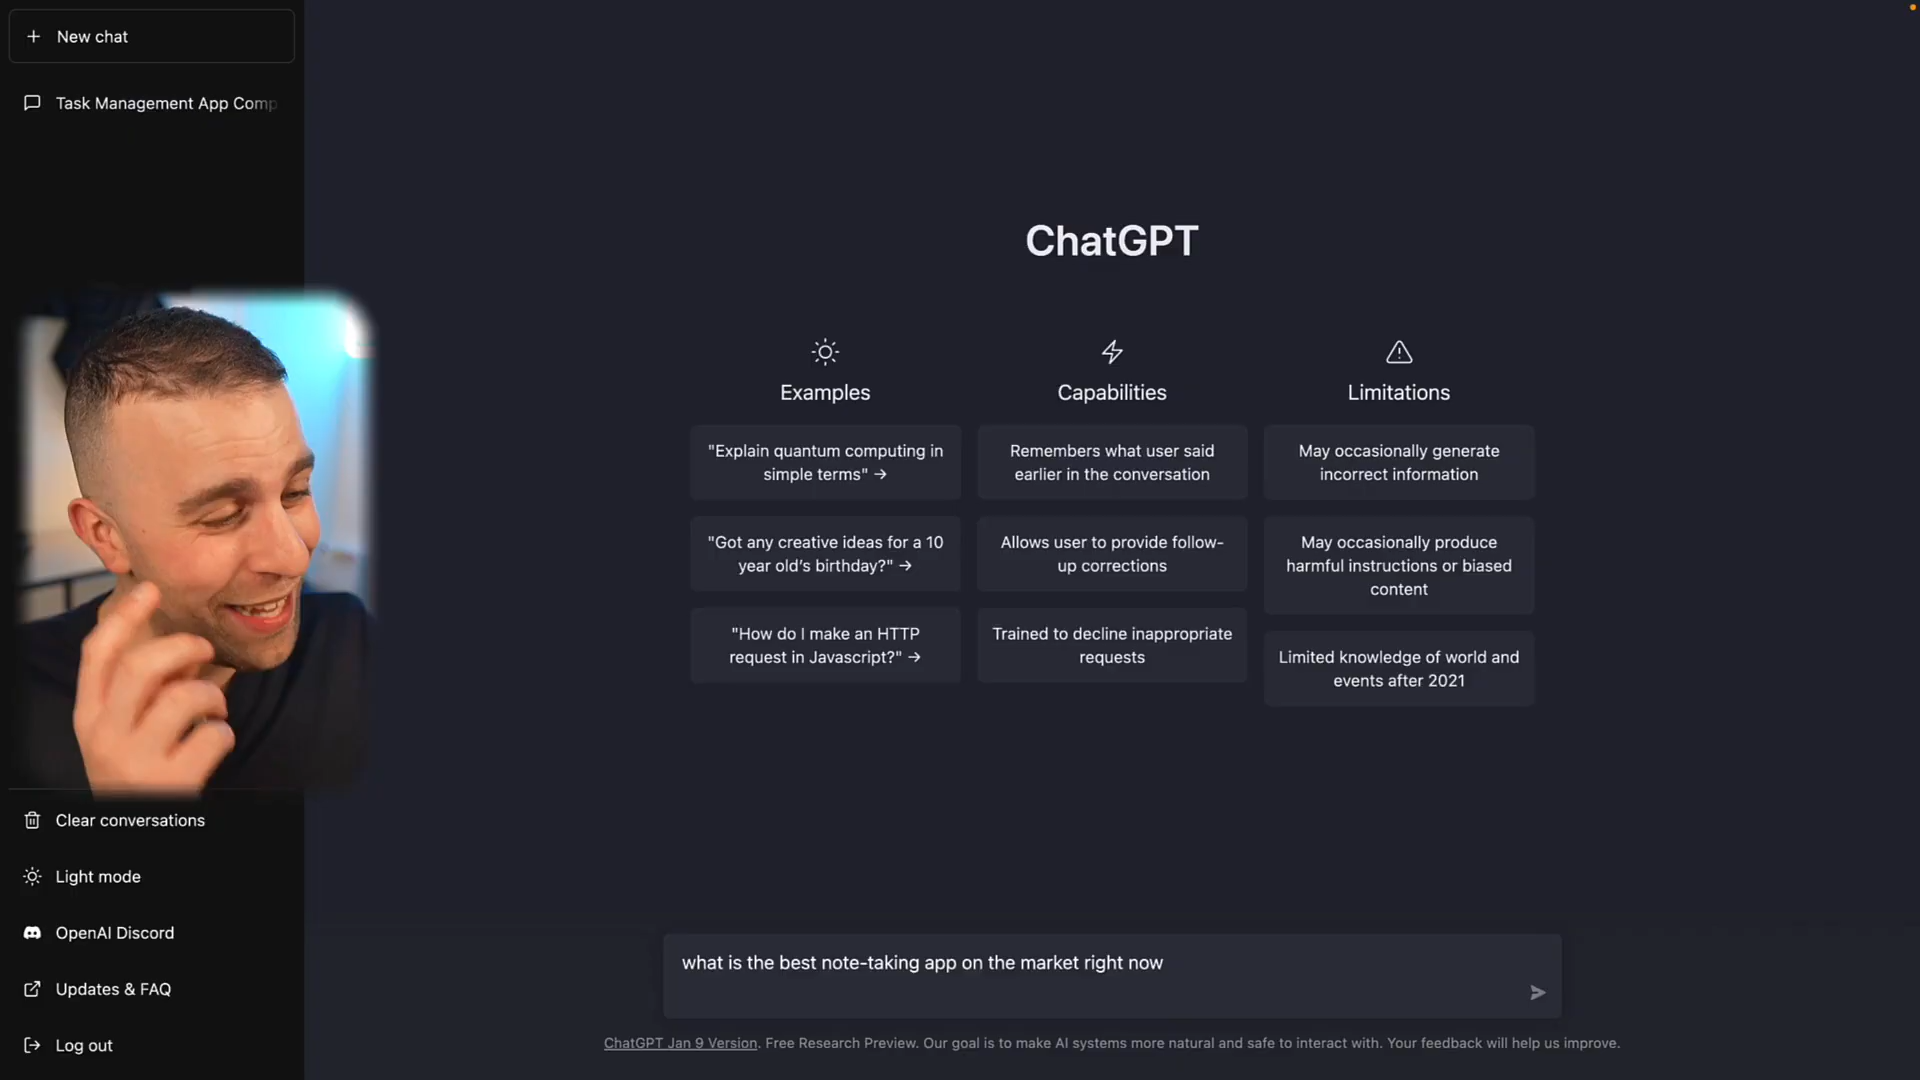 New chat
Task Management App Comp
ChatGPT
Examples
"Explain quantum computing in
simple terms" →
"Got any creative ideas for a 10
year old's birthday?" →
"How do I make an HTTP
request in Javascript?" →
Capabilities
Remembers what user said
earlier in the conversation
Allows user to provide follow-
up corrections
Trained to decline inappropriate
requests
Limitations
May occasionally generate
incorrect information
May occasionally produce
harmful instructions or biased
content
Limited knowledge of world and
events after 2021
Clear conversations
Light mode
OpenAI Discord
Updates & FAQ
Log out
what is the best note-taking app on the market right now
ChatGPT Jan 9 Version. Free Research Preview. Our goal is to make AI systems more natural and safe to interact with. Your feedback will help us improve.